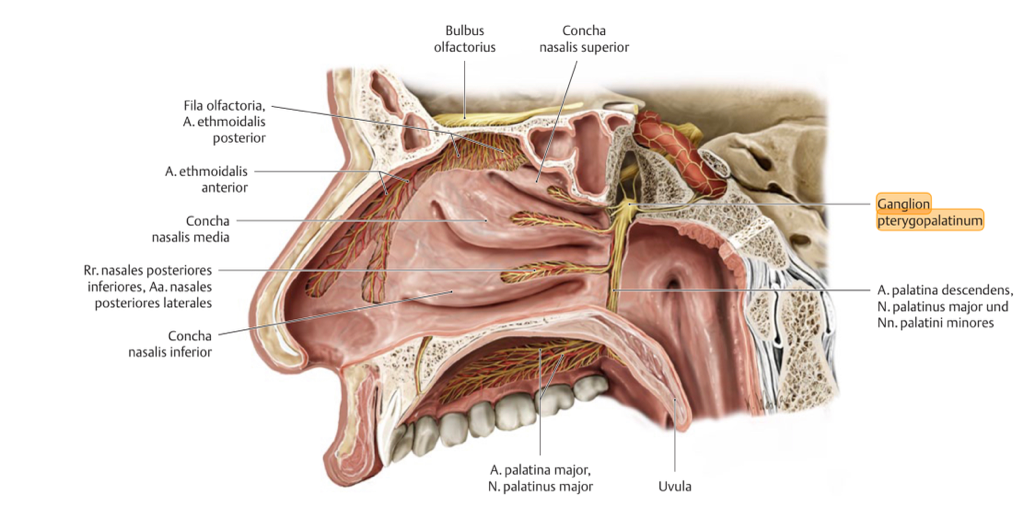 Bulbus
olfactorius
Concha
nasalis superior
Fila olfactoria,
A. ethmoidalis
posterior
A. ethmoidalis
anterior
Concha
nasalis media
Rr. nasales posteriores
inferiores, Aa. nasales
posteriores laterales
Concha
nasalis inferior
Ganglion
pterygopalatinum
A. palatina descendens,
N. palatinus major und
Nn. palatini minores
A. palatina major,
N. palatinus major
Uvula